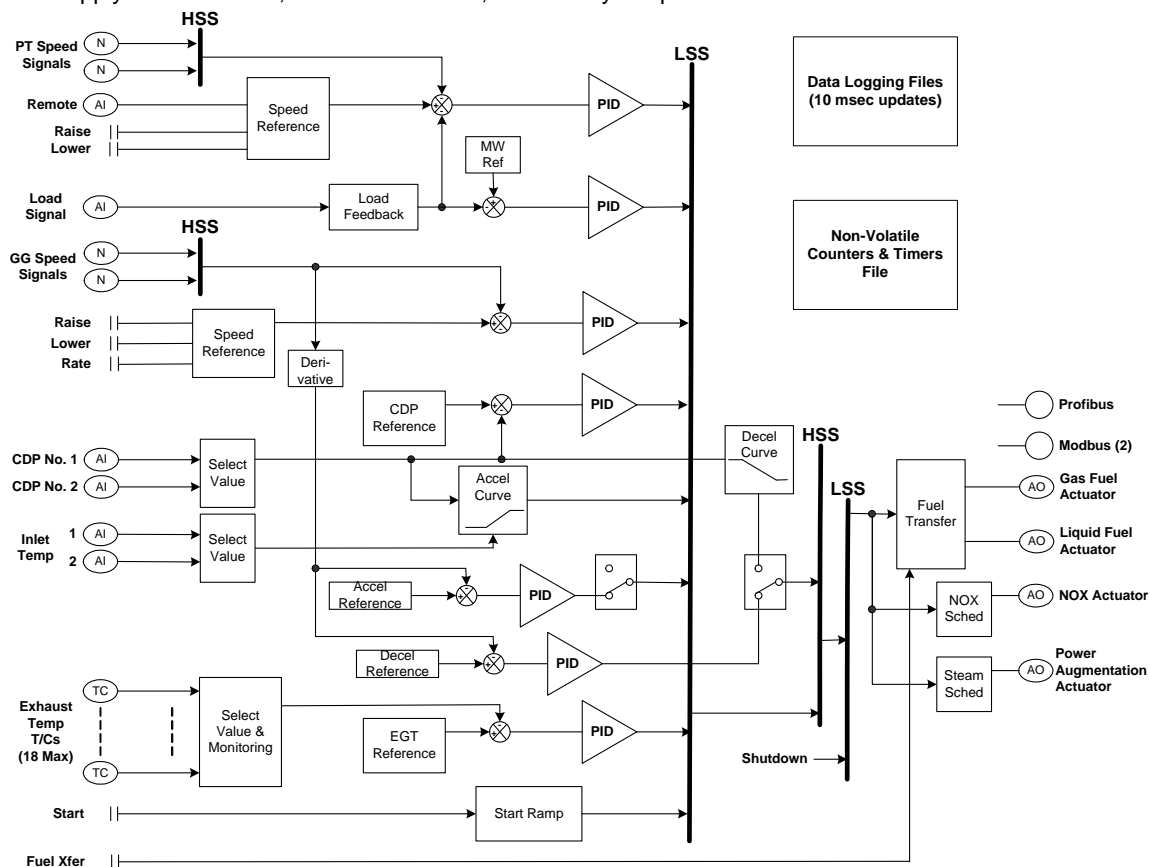 HSS
PT Speed
Signals
N
N
Remote
AI
Raise
Lower
Speed
Reference
PID
LSS
Data Logging Files
(10 msec updates)
MW
Ref
Load
Signal
AI
Load
Feedback
PID
HSS
GG Speed
Signals
N
N
Non-Volatile
Counters & Timers
File
Raise
Lower
Rate
Speed
Reference
PID
Deri-
vative
CDP
Reference
PID
CDP No. 1
AI
CDP No. 2
AI
Select
Value
Accel
Curve
Decel
Curve
HSS
LSS
Profibus
Modbus (2)
Fuel
Transfer
AO
Gas Fuel
Actuator
AO
Liquid Fuel
Actuator
Inlet
Temp
1
AI
2
AI
Select
Value
Accel
Reference
PID
NOX
Sched
AO
NOX Actuator
Decel
Reference
PID
Steam
Sched
AO
Power
Augmentation
Actuator
Exhaust
Temp
T/Cs
(18 Max)
TC
TC
Select
Value &
Monitoring
EGT
Reference
PID
Shutdown
Start
Start Ramp
Fuel Xfer